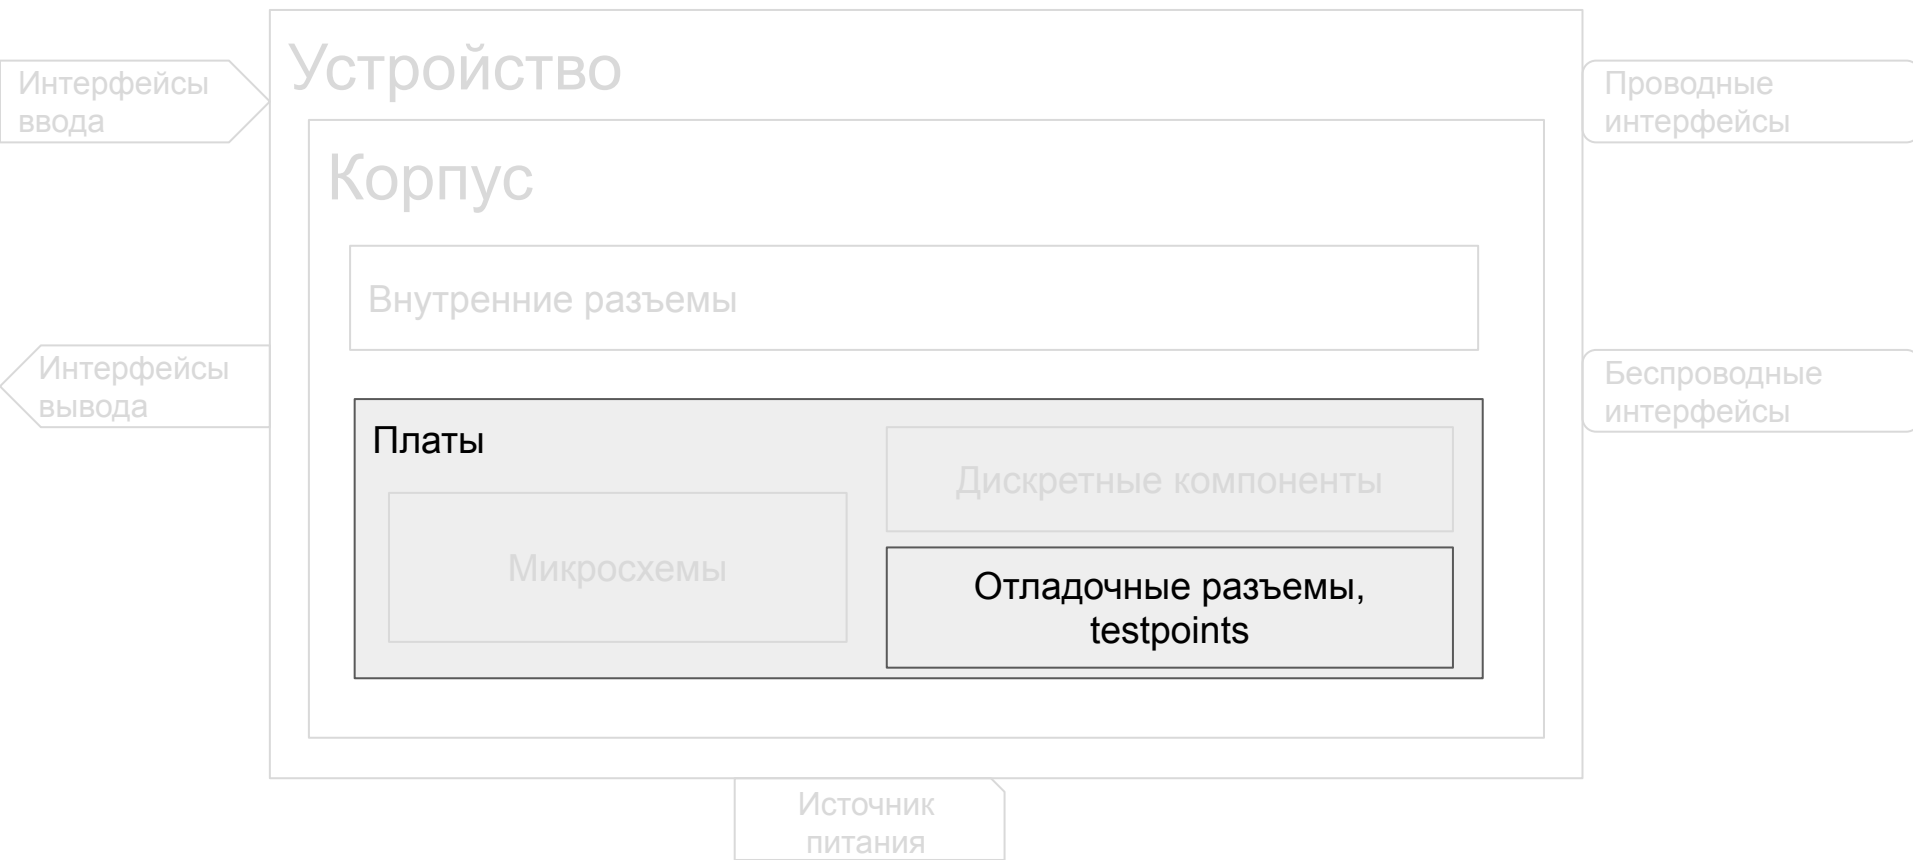 Устройство
Интерфейсы
ввода
Проводные
интерфейсы
Корпус
Внутренние разъемы
Интерфейсы
вывода
Беспроводные
интерфейсы
Платы
Дискретные компоненты
Микросхемы
Отладочные разъемы,
testpoints
Источник
питания